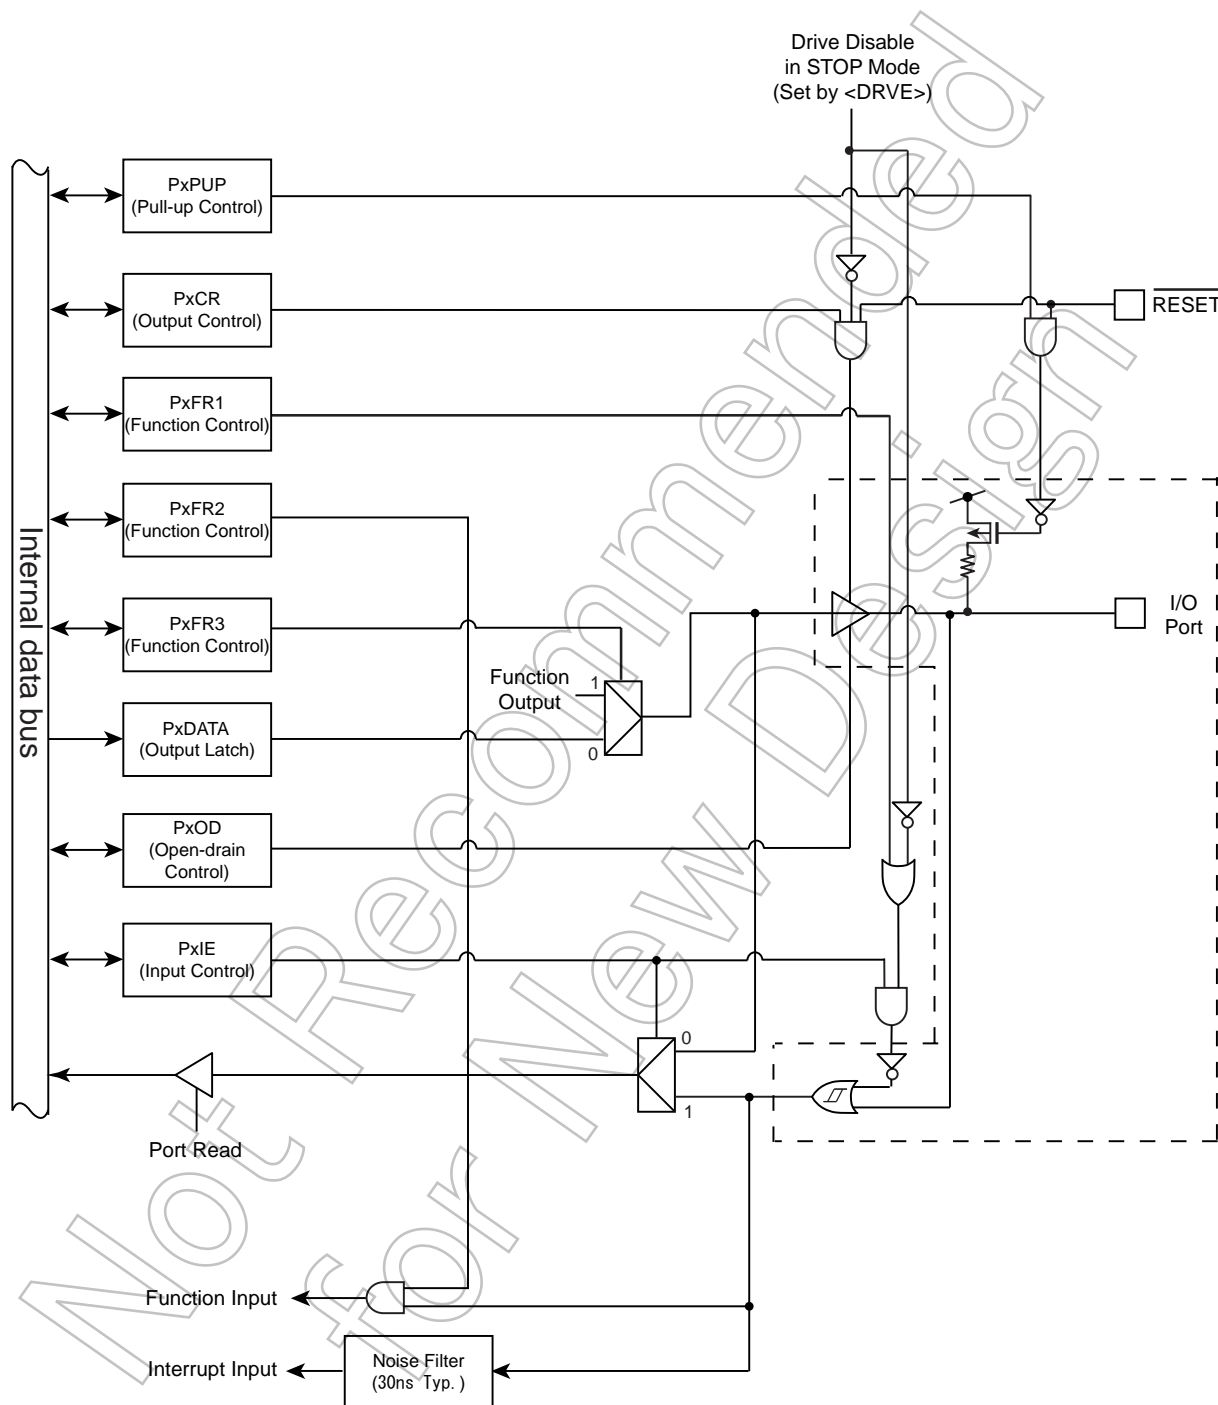 Drive Disable
in STOP Mode
(Set by <DRVE>)
PxPUP
(Pull-up Control)
PxCR
(Output Control)
RESET
PxFR1
(Function Control)
PxFR2
(Function Control)
Internal data bus
PxFR3
(Function Control)
I/O
Port
Function
Output
1
0
PxDATA
(Output Latch)
PxOD
(Open-drain
Control)
PxIE
(Input Control)
0
1
Port Read
Function Input
Interrupt Input
Noise Filter
(30ns Typ.)
Not Recommended
for New Design